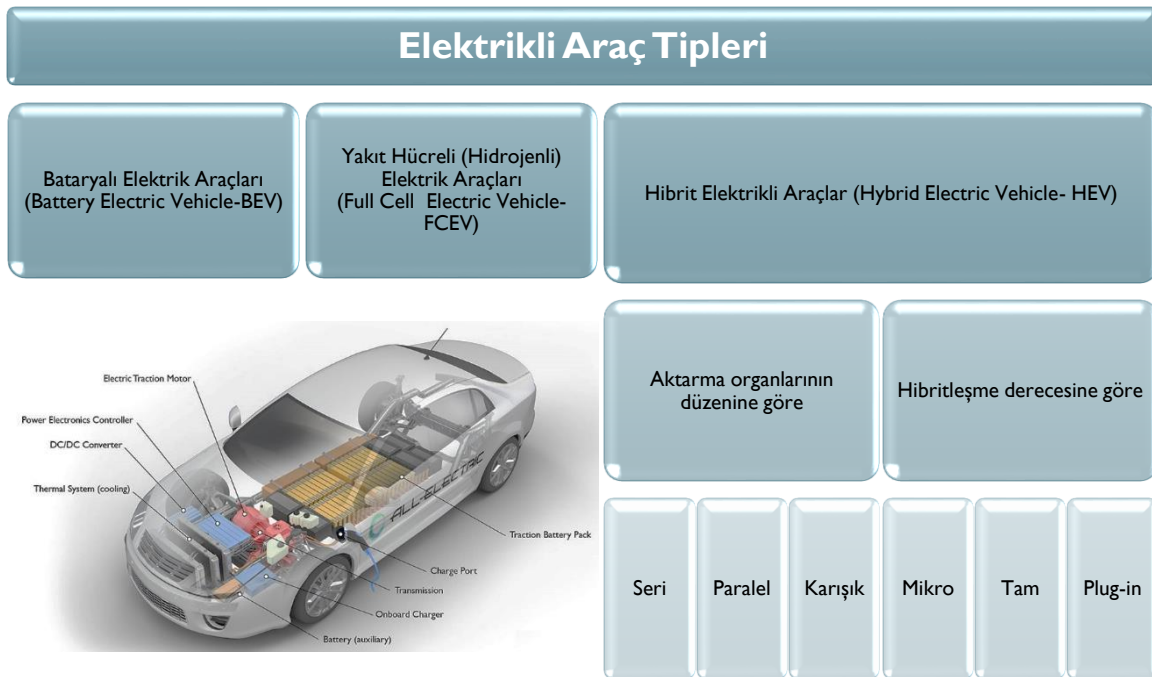 Elektrikli Araç Tipleri
Bataryalı Elektrik Araçları
(Battery Electric Vehicle-BEV)
Yakıt Hücreli (Hidrojenli)
Elektrik Araçları
(Full Cell Electric Vehicle-
FCEV)
Hibrit Elektrikli Araçlar (Hybrid Electric Vehicle- HEV)
Aktarma organlarının
düzenine göre
Hibritleşme derecesine göre
Seri
Paralel
Karışık
Mikro
Tam
Plug-in
Electric Traction Motor
Power Electronics Controller
DC/DC Converter
Thermal System (cooling)
ALL-ELECTRIC
Traction Battery Pack
Charge Port
Transmission
Onboard Charger
Battery (auxiliary)